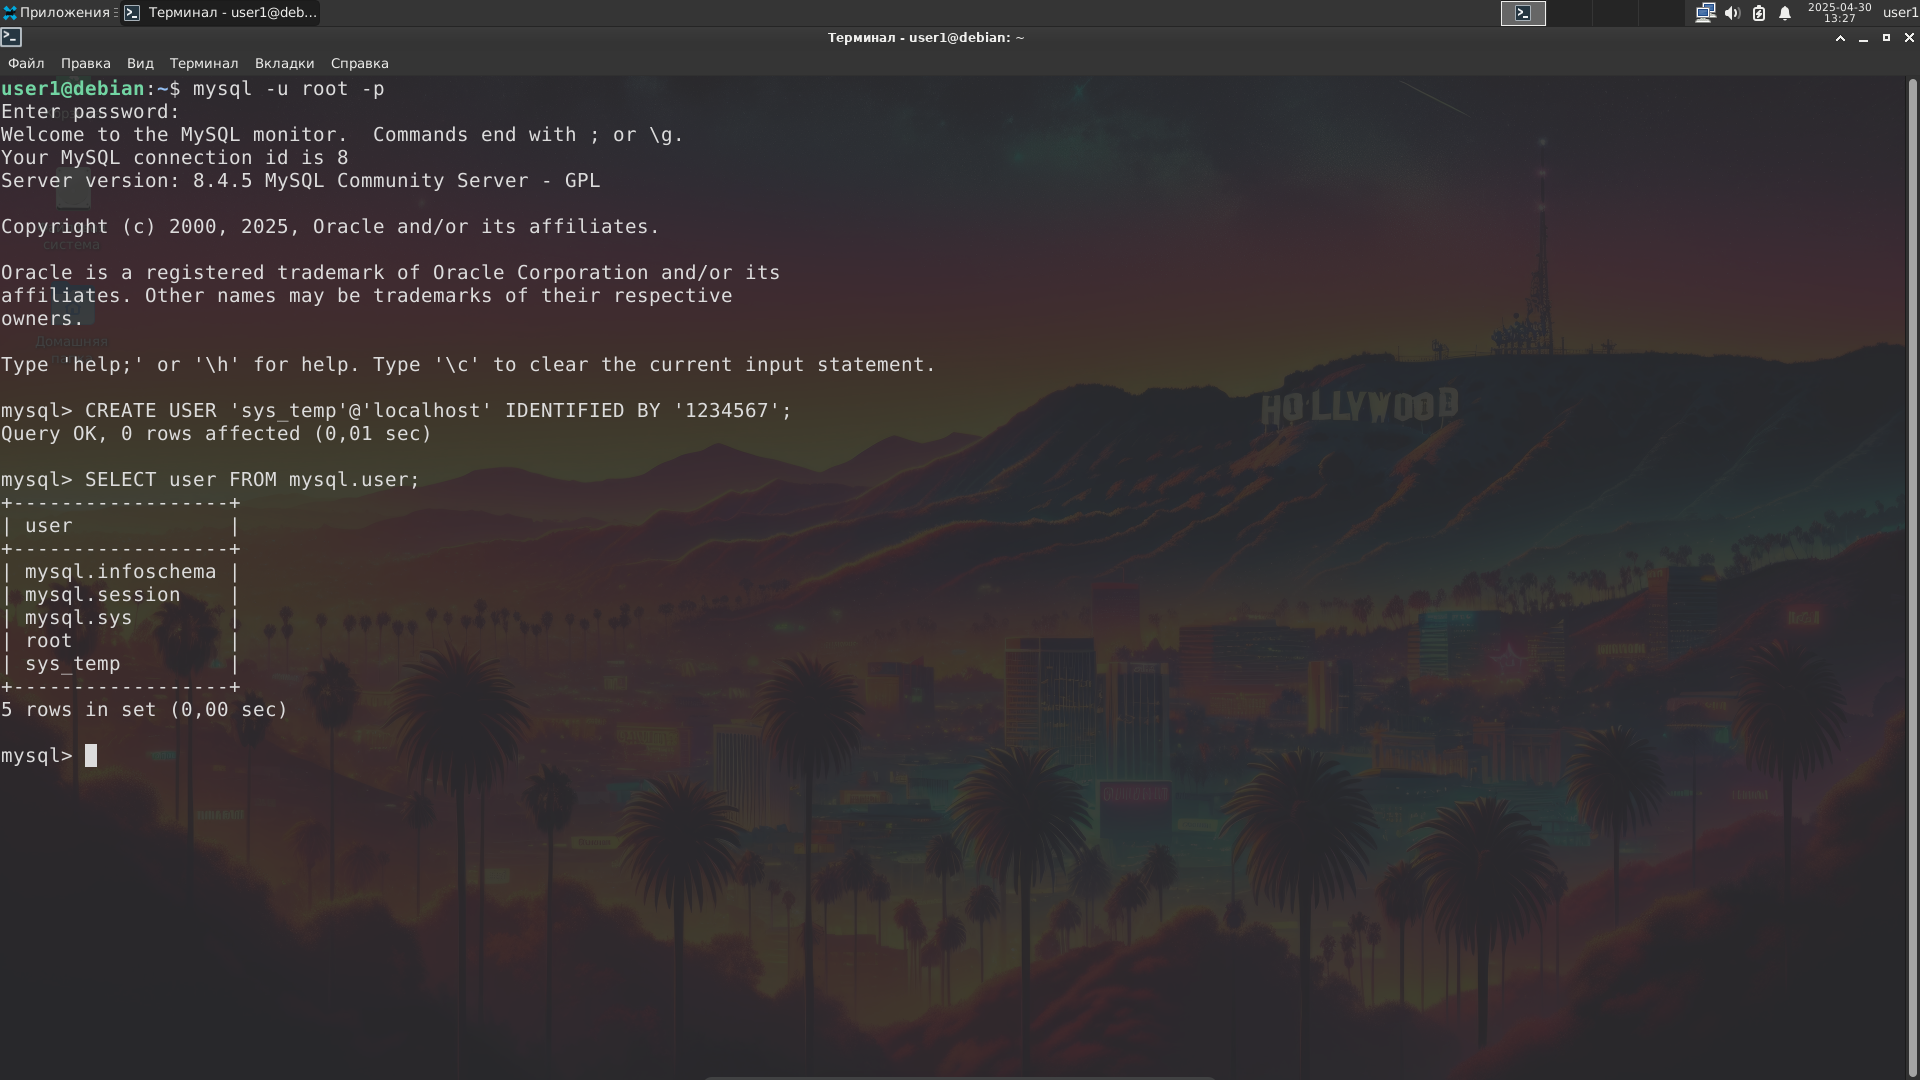 Приложения
Терминал - user1@deb...
2025-04-30
13:27
user1
Терминал - user1@debian: ~
Файл Правка Вид Терминал Вкладки Справка
user1@debian:~$ mysql -u root -p
Enter password:
Welcome to the MySQL monitor.  Commands end with ; or \g.
Your MySQL connection id is 8
Server version: 8.4.5 MySQL Community Server - GPL
Copyright (c) 2000, 2025, Oracle and/or its affiliates.
система
Oracle is a registered trademark of Oracle Corporation and/or its
affiliates. Other names may be trademarks of their respective
owners.
Домашняя
Type 'help;' or '\h' for help. Type '\c' to clear the current input statement.
mysql> CREATE USER 'sys_temp'@'localhost' IDENTIFIED BY '1234567';
Query OK, 0 rows affected (0,01 sec)
HOLLYWOOD
mysql> SELECT user FROM mysql.user;
+------------------+
| user             |
+------------------+
| mysql.infoschema |
| mysql.session    |
| mysql.sys        |
| root             |
| sys_temp         |
+------------------+
5 rows in set (0,00 sec)
mysql>